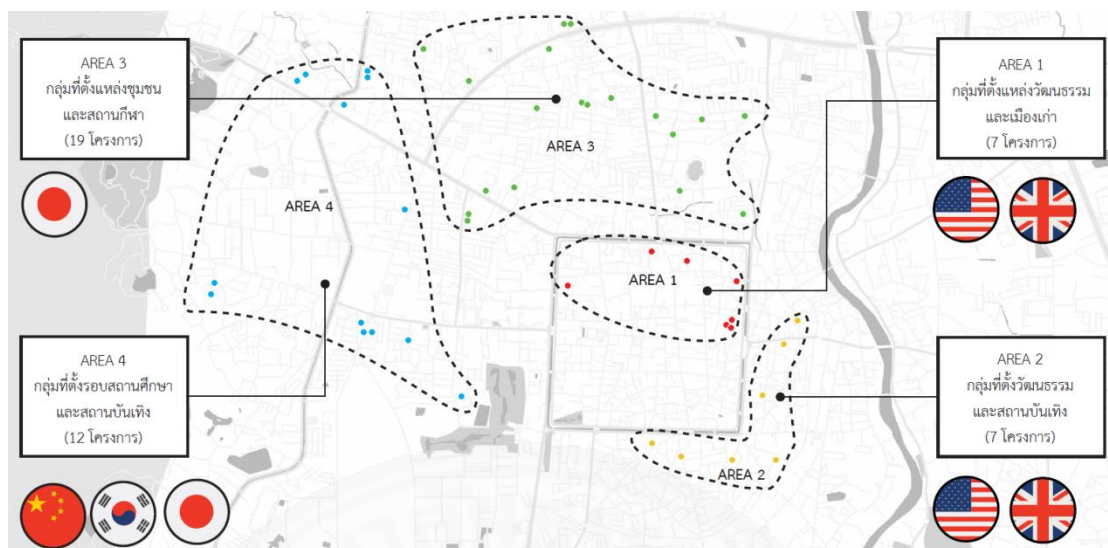 AREA 3
กลุ่มที่ตั้งแหล่งชุมชน
และสถานกีฬา
(19 โครงการ)
AREA 1
กลุ่มที่ตั้งแหล่งวัฒนธรรม
และเมืองเก่า
(7 โครงการ)
AREA 3
AREA 4
AREA 1
AREA 4
กลุ่มที่ตั้งรอบสถานศึกษา
และสถานบันเทิง
(12 โครงการ)
AREA 2
กลุ่มที่ตั้งวัฒนธรรม
และสถานบันเทิง
(7 โครงการ)
AREA 2